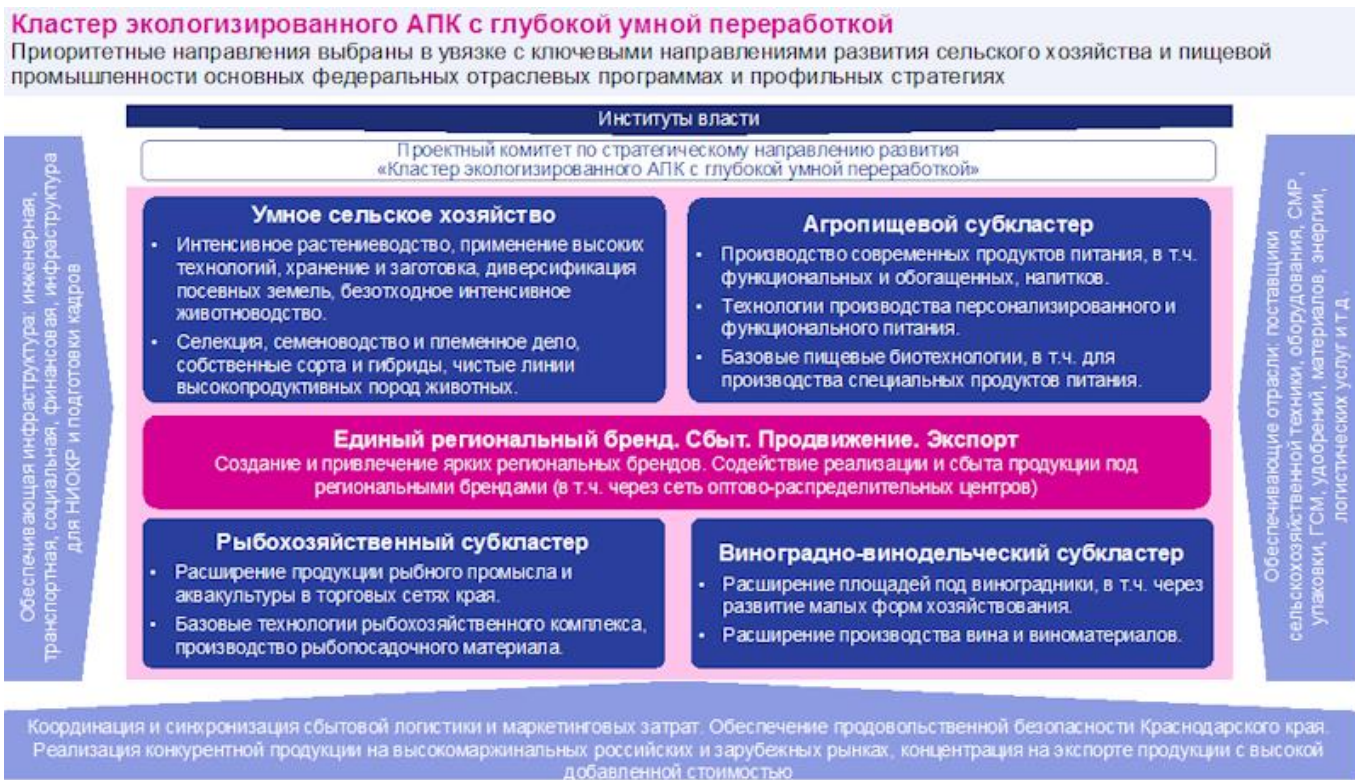 Кластер экологизированного АПК с глубокой умной переработкой
Приоритетные направления выбраны в увязке с ключевыми направлениями развития сельского хозяйства и пищевой
промышленности основных федеральных отраслевых программах и профильных стратегиях
Институты власти
Проектный комитет по стратегическому направлению развития
«Кластер экологизированного АПК с глубокой умной переработкой»
Обеспечивающая инфраструктура: инженерная,
транспортная, социальная, финансовая, инфраструктура
для НИОКР и подготовки кадров
Умное сельское хозяйство
• Интенсивное растениеводство, применение высоких
технологий, хранение и заготовка, диверсификация
посевных земель, безотходное интенсивное
животноводство.
• Селекция, семеноводство и племенное дело,
собственные сорта и гибриды, чистые линии
высокопродуктивных пород животных.
Агропищевой субкластер
• Производство современных продуктов питания, в т.ч.
функциональных и обогащенных, напитков.
• Технологии производства персонализированного и
функционального питания.
• Базовые пищевые биотехнологии, в т.ч. для
производства специальных продуктов питания.
Единый региональный бренд. Сбыт. Продвижение. Экспорт
Создание и привлечение ярких региональных брендов. Содействие реализации и сбыта продукции под
региональными брендами (в т.ч. через сеть оптово-распределительных центров)
Рыбохозяйственный субкластер
• Расширение продукции рыбного промысла и
аквакультуры в торговых сетях края.
• Базовые технологии рыбохозяйственного комплекса,
производство рыбопосадочного материала.
Виноградно-винодельческий субкластер
• Расширение площадей под виноградники, в т.ч. через
развитие малых форм хозяйствования.
• Расширение производства вина и виноматериалов.
Обеспечивающие отрасли: поставщики
сельскохозяйственной техники, оборудования, СМР,
упаковки, ГСМ, удобрений, материалов, энергии,
логистических услуг и т.д.
Координация и синхронизация сбытовой логистики и маркетинговых затрат. Обеспечение продовольственной безопасности Краснодарского края.
Реализация конкурентной продукции на высокомаржинальных российских и зарубежных рынках, концентрация на экспорте продукции с высокой
добавленной стоимостью